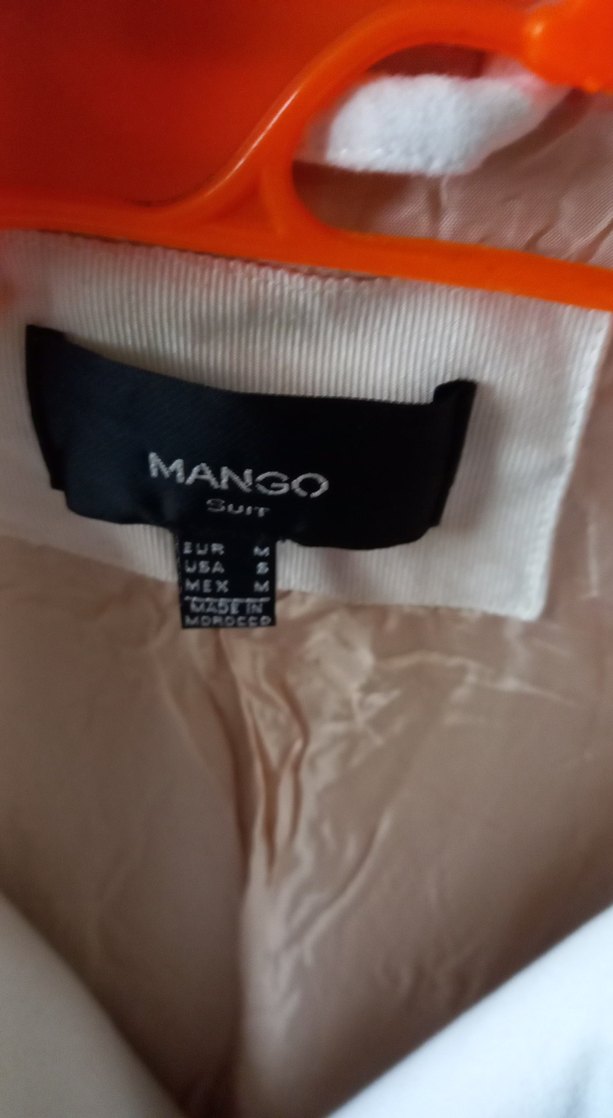 MANGO
SUIT
EUR M
USA S
MEX M
MADE IN
MOROCCO